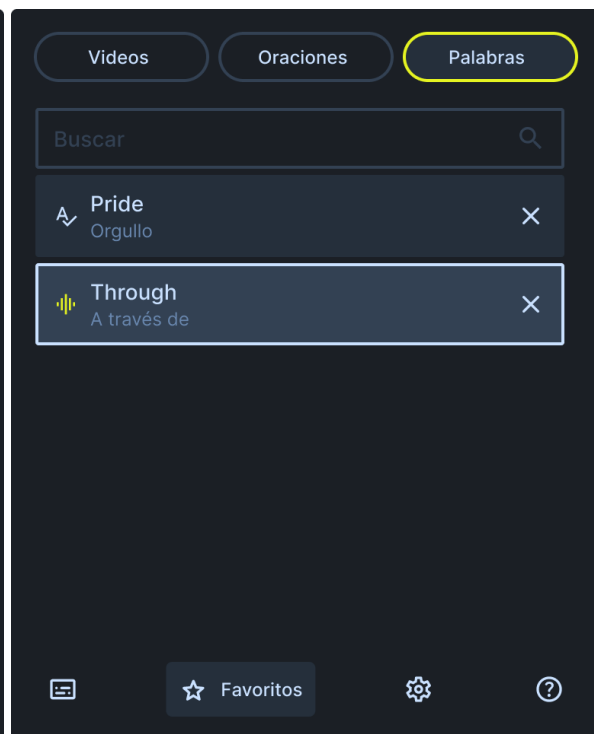 Videos
Oraciones
Palabras
Buscar
Pride
Orgullo
Through
A través de
Favoritos